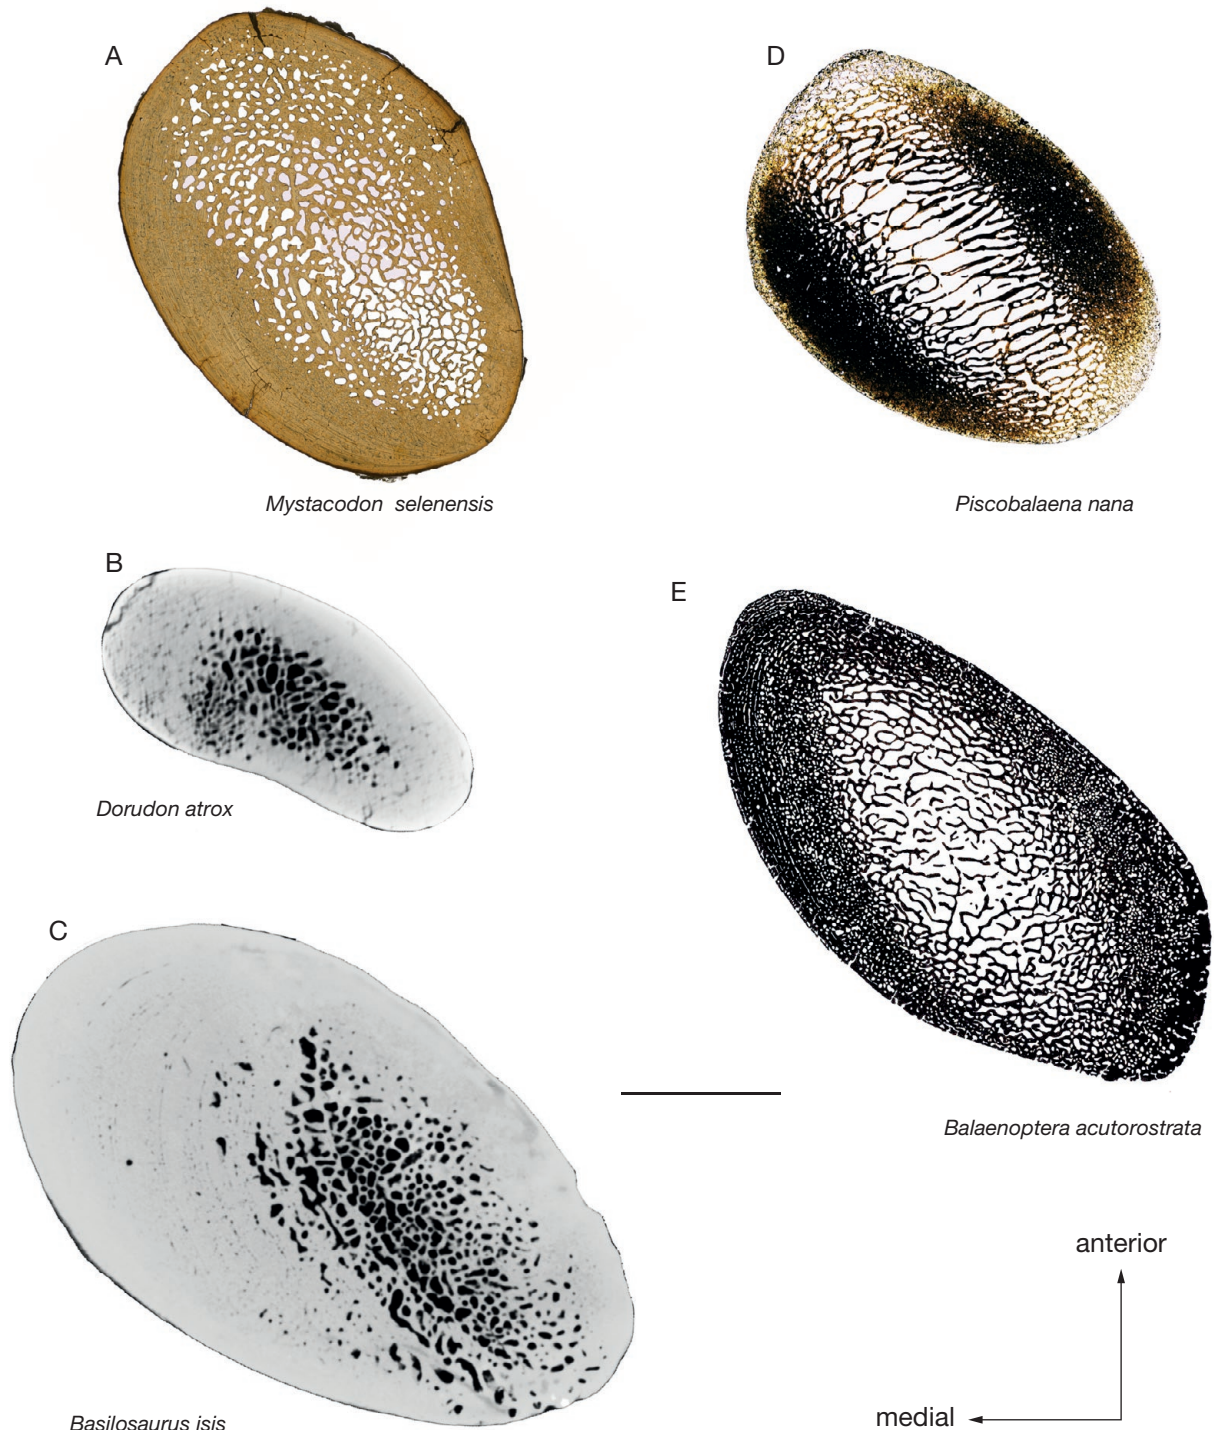 A
Mystacodon selenensis
B
Dorudon atrox
C
Basilosaurus isis
D
Piscobalaena nana
E
Balaenoptera acutorostrata
anterior
medial